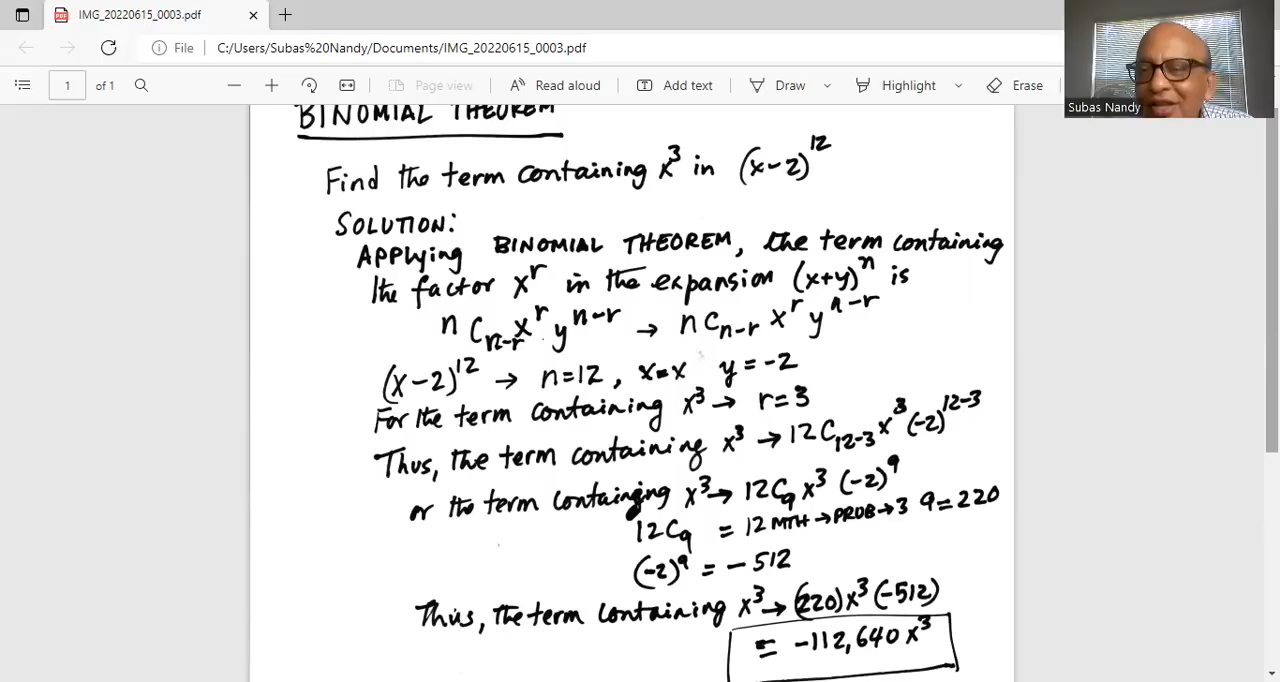 IMG_20220615_0003.pdf
File C:/Users/Subas%20Nandy/Documents/IMG_20220615_0003.pdf
1 of 1 Page view Read aloud Add text Draw Highlight Erase
Subas Nandy
BINOMIAL THEOREM
Find the term containing x³ in (x-2)¹²
SOLUTION:
Applying BINOMIAL THEOREM, the term containing
the factor xʳ in the expansion (x+y)ⁿ is
n Cₙ₋ᵣ xʳ yⁿ⁻ʳ → n Cₙ₋ᵣ xʳ yⁿ⁻ʳ
(x-2)¹² → n=12, x=x y=-2
For the term containing x³ → r=3
Thus, the term containing x³ → 12C₁₂₋₃ x³ (-2)¹²⁻³
or the term containging x³ → 12C₉ x³ (-2)⁹
12C₉ = 12 MTH → PROB → 3 9 = 220
(-2)⁹ = -512
Thus, the term containing x³ → (220)x³(-512)
= -112,640 x³